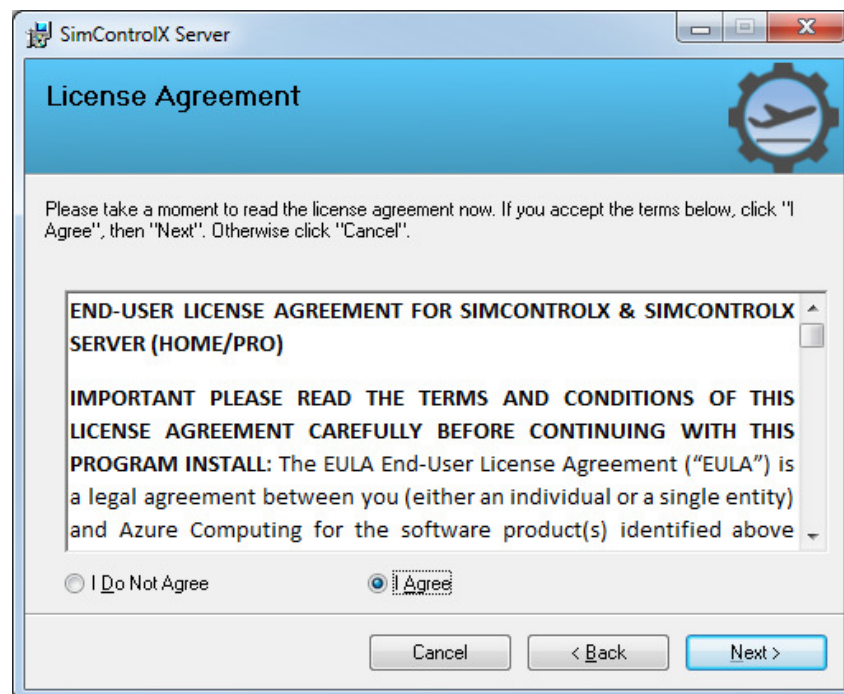 SimControlX Server
License Agreement
Please take a moment to read the license agreement now. If you accept the terms below, click "I
Agree", then "Next". Otherwise click "Cancel".
END-USER LICENSE AGREEMENT FOR SIMCONTROLX & SIMCONTROLX
SERVER (HOME/PRO)
IMPORTANT PLEASE READ THE TERMS AND CONDITIONS OF THIS
LICENSE AGREEMENT CAREFULLY BEFORE CONTINUING WITH THIS
PROGRAM INSTALL: The EULA End-User License Agreement (“EULA”) is
a legal agreement between you (either an individual or a single entity)
and Azure Computing for the software product(s) identified above
I Do Not Agree
I Agree
Cancel
< Back
Next >